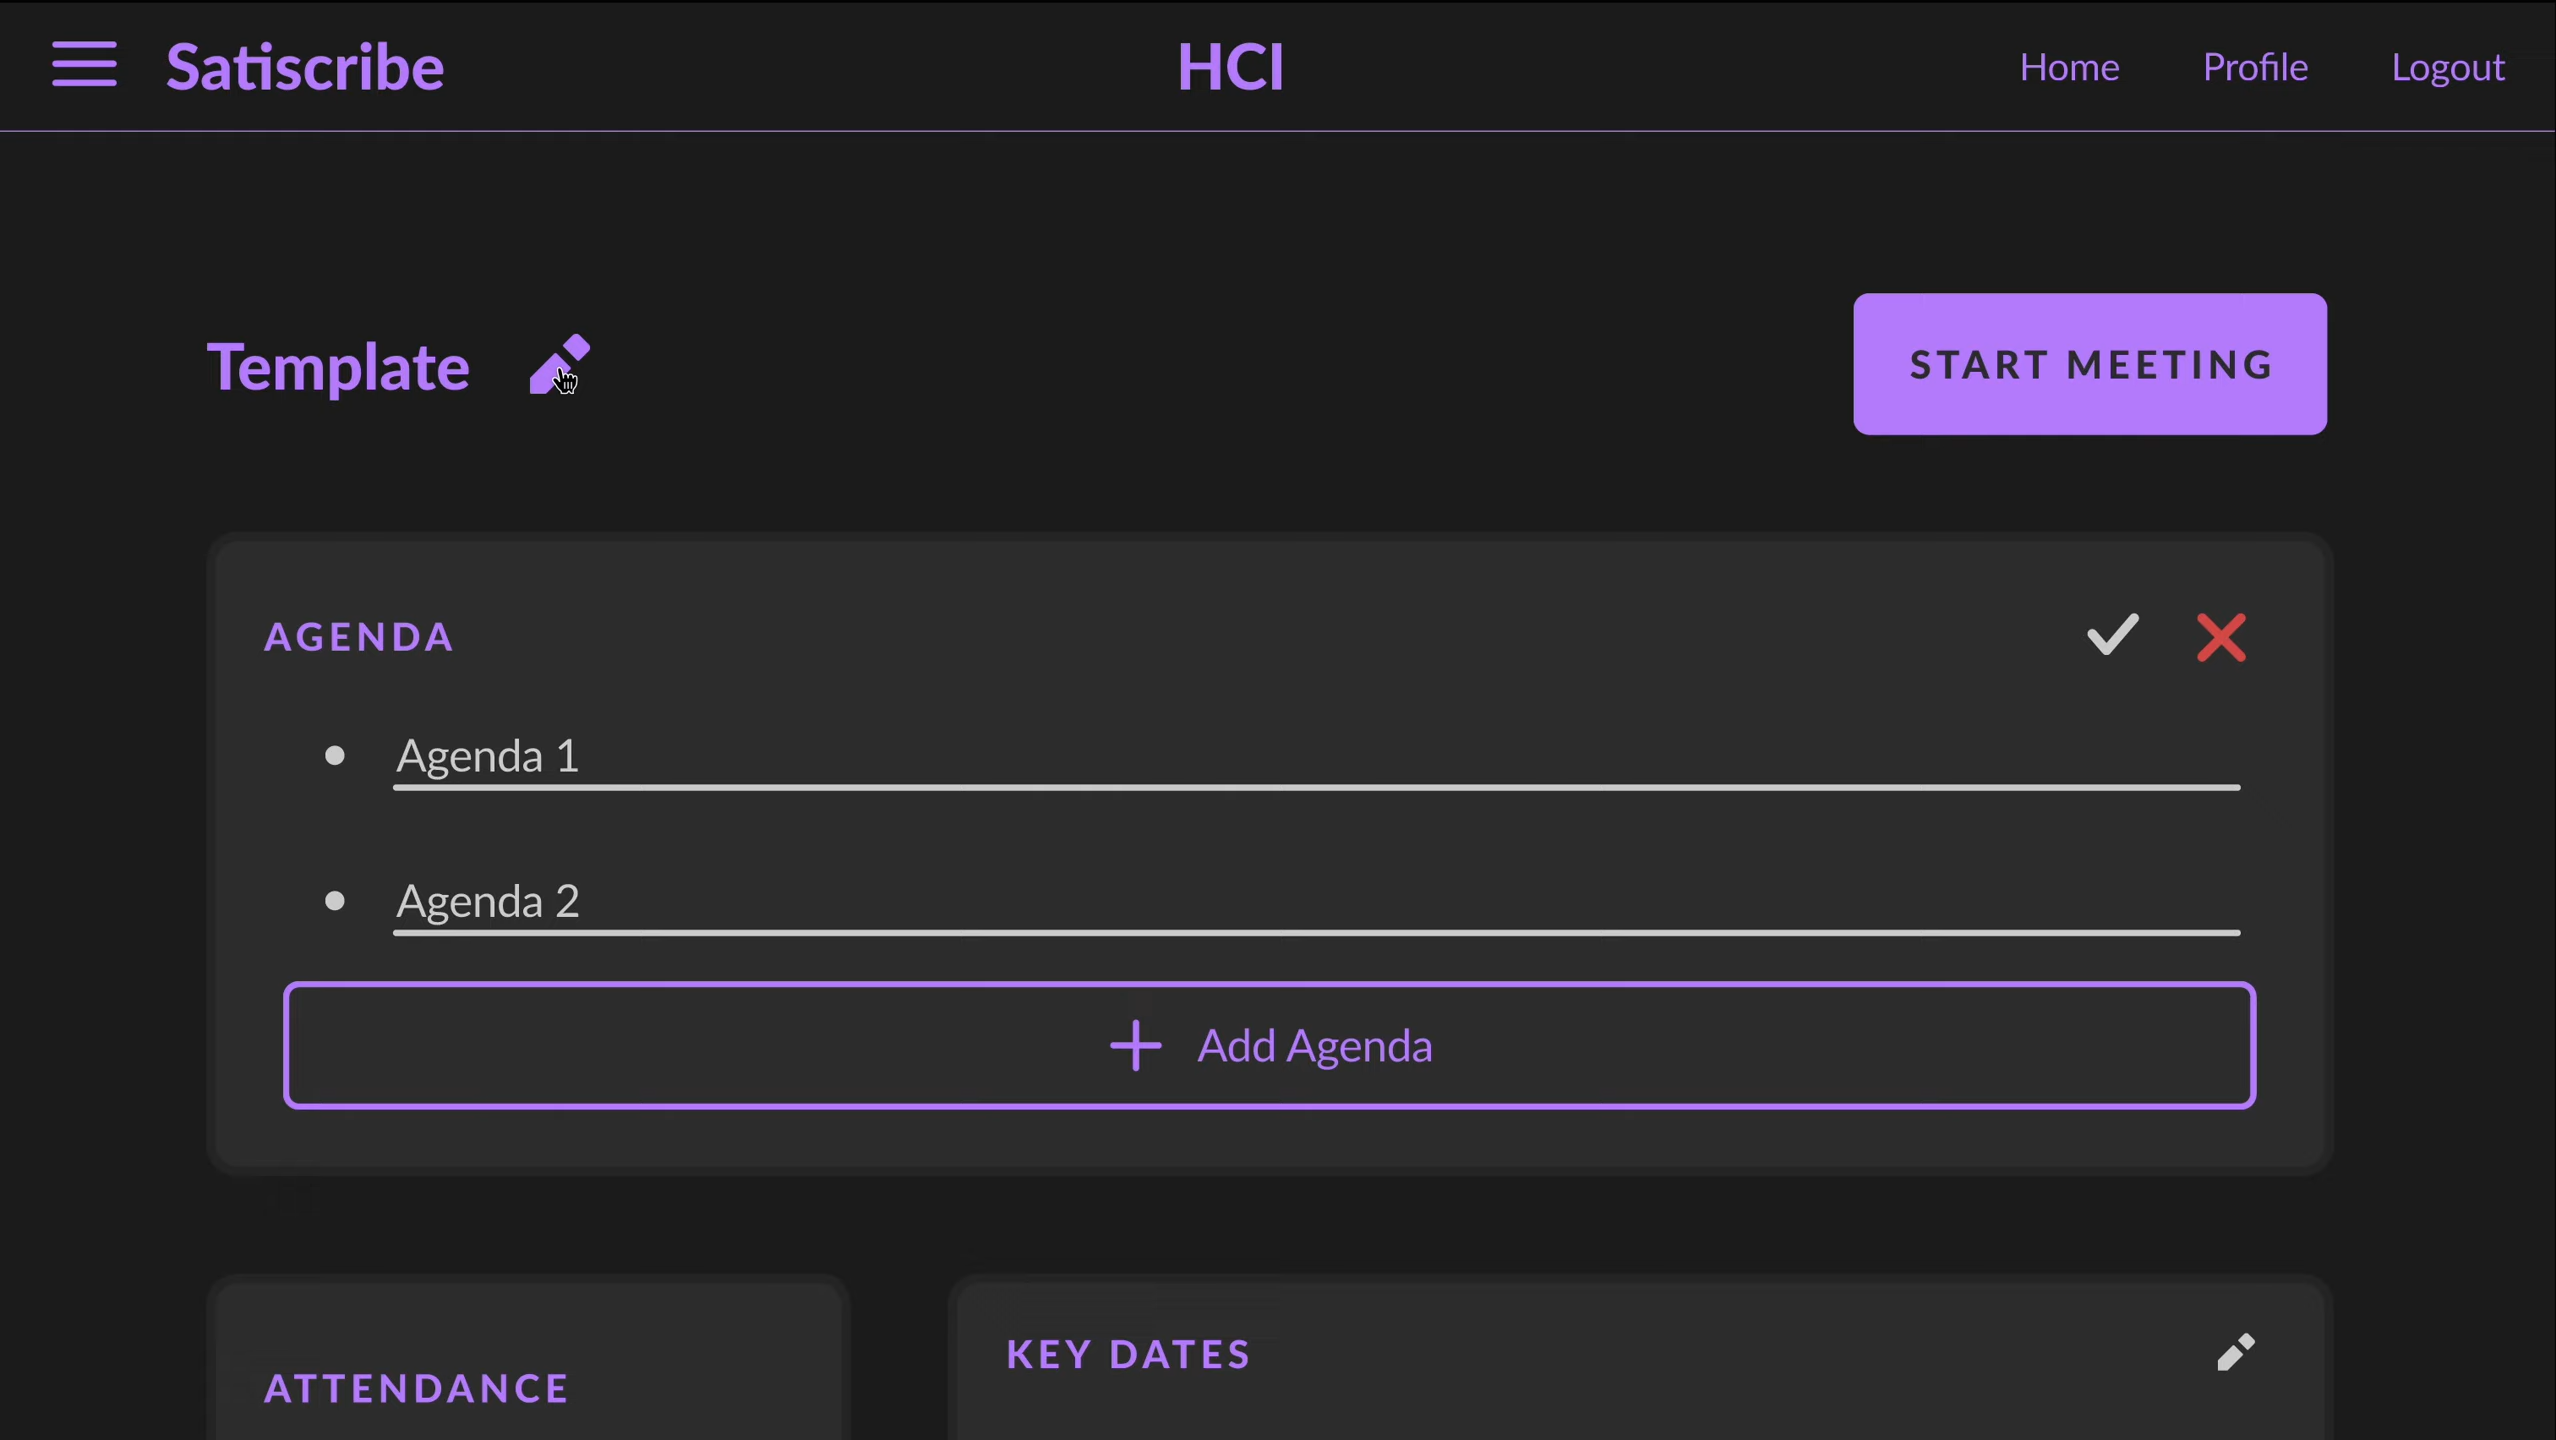 Satiscribe
HCI
Home
Profile
Logout
Template
START MEETING
AGENDA
Agenda 1
Agenda 2
Add Agenda
ATTENDANCE
KEY DATES